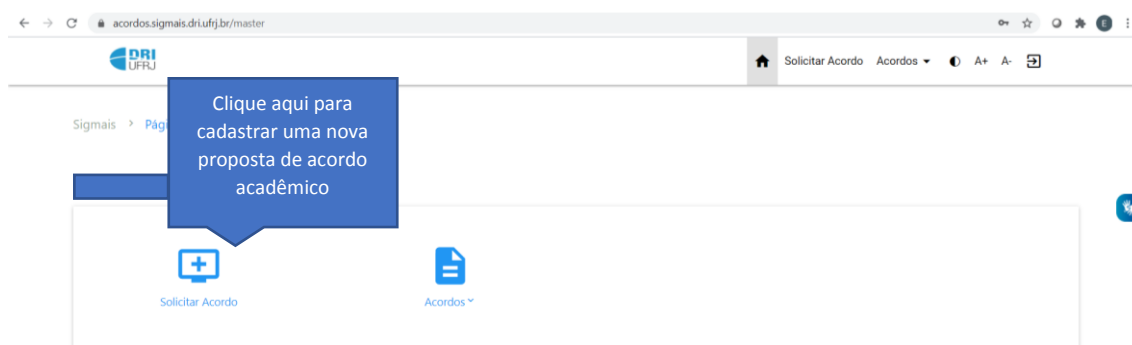 acordos.sigmais.dri.ufrj.br/master
E
DRI
UFRJ
Solicitar Acordo Acordos A+ A-
Clique aqui para
cadastrar uma nova
proposta de acordo
acadêmico
Sigmais > Pági
Solicitar Acordo
Acordos